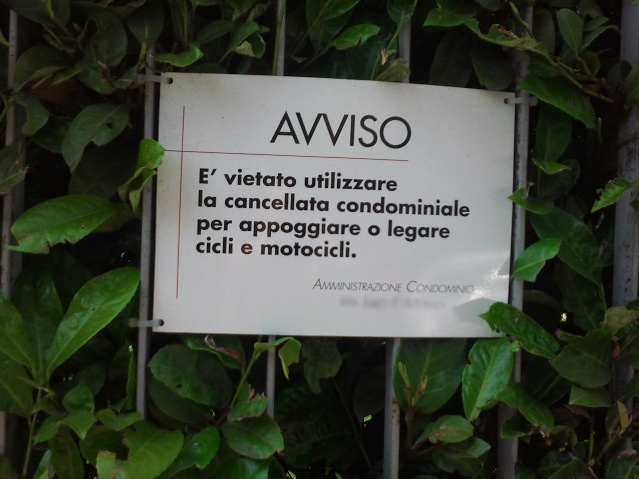 AVVISO
E' vietato utilizzare
la cancellata condominiale
per appoggiare o legare
cicli e motocicli.
AMMINISTRAZIONE CONDOMINIO